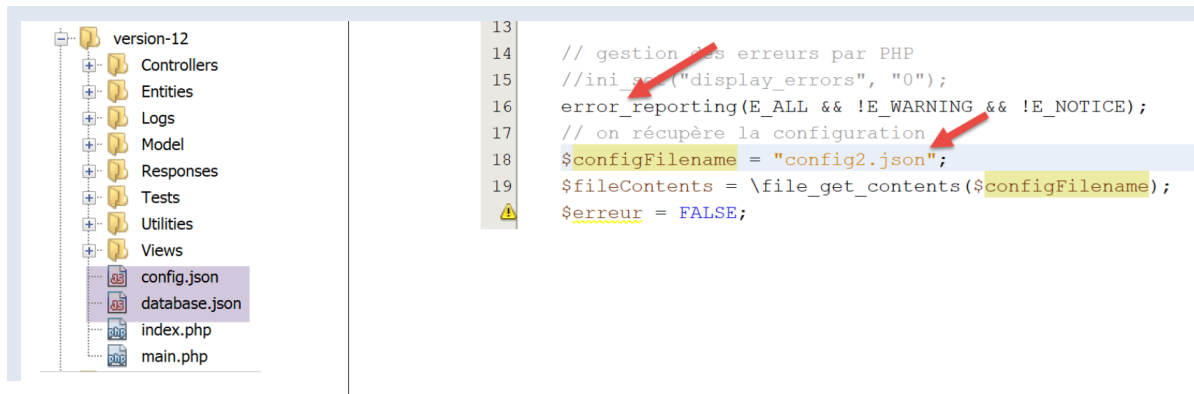 version-12
Controllers
Entities
Logs
Model
Responses
Tests
Utilities
Views
config.json
database.json
index.php
main.php
13
14 // gestion des erreurs par PHP
15 //ini_set("display_errors", "0");
16 error_reporting(E_ALL && !E_WARNING && !E_NOTICE);
17 // on récupère la configuration
18 $configFilename = "config2.json";
19 $fileContents = \file_get_contents($configFilename);
$erreur = FALSE;